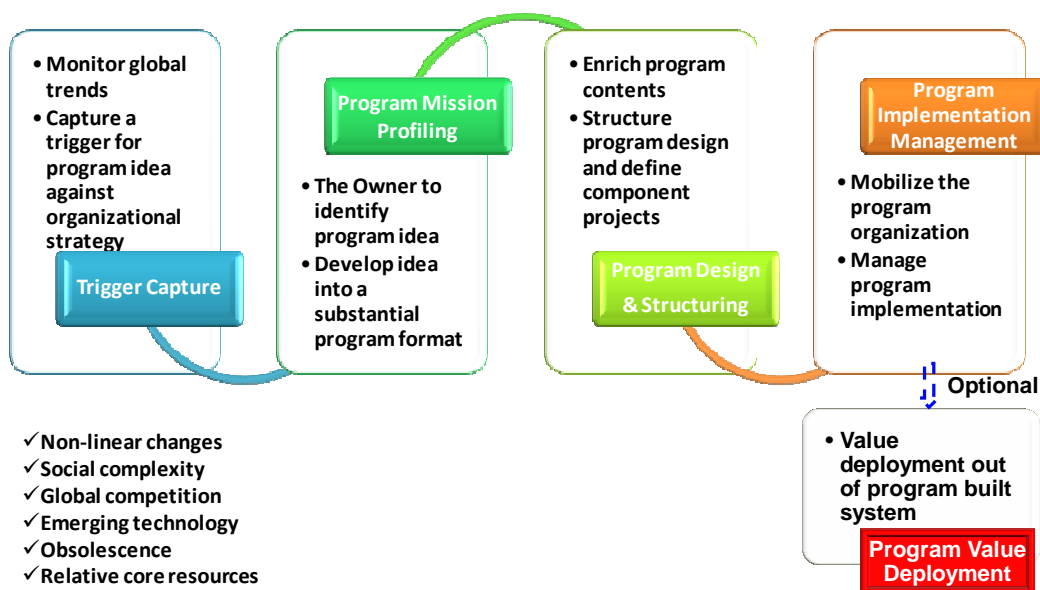 • Monitor global
trends
• Capture a
trigger for
program idea
against
organizational
strategy
Trigger Capture
Program Mission
Profiling
• The Owner to
identify
program idea
• Develop idea
into a
substantial
program format
• Enrich program
contents
• Structure
program design
and define
component
projects
Program Design
& Structuring
Program
Implementation
Management
• Mobilize the
program
organization
• Manage
program
implementation
Optional
• Value
deployment out
of program built
system
Program Value
Deployment
✓Non-linear changes
✓Social complexity
✓Global competition
✓Emerging technology
✓Obsolescence
✓Relative core resources